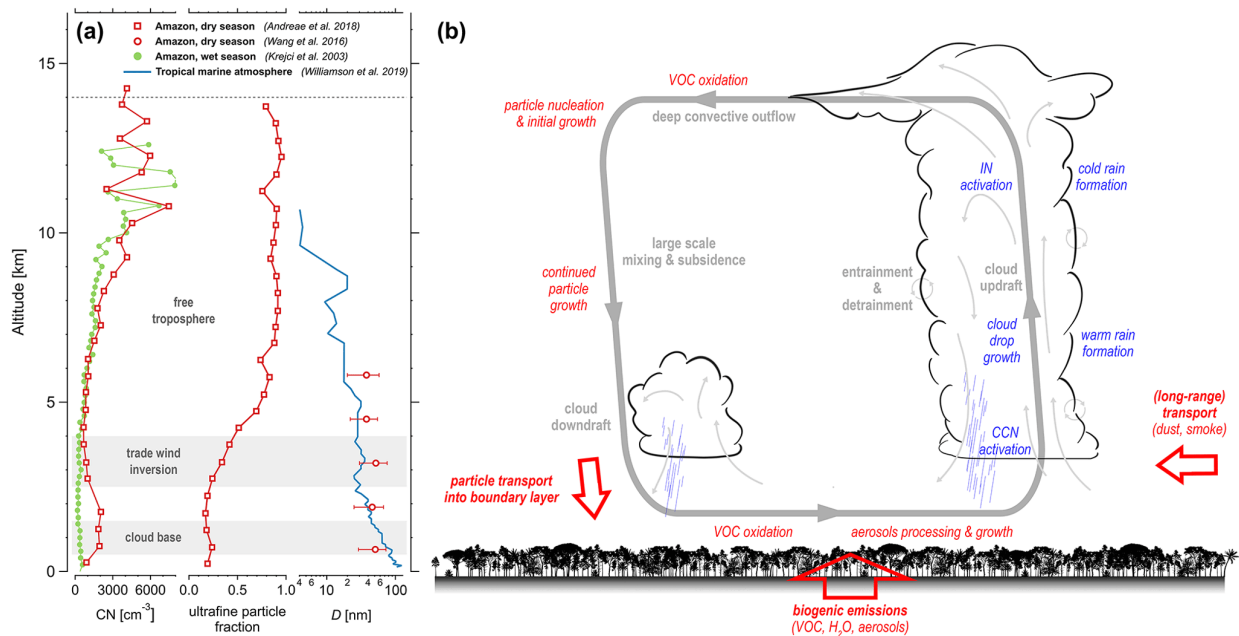 (a)
Amazon, dry season (Andreae et al. 2018)
Amazon, dry season (Wang et al. 2016)
Amazon, wet season (Krejci et al. 2003)
Tropical marine atmosphere (Williamson et al. 2019)
15
10
5
0
Altitude [km]
free
troposphere
trade wind
inversion
cloud base
0 3000 6000
CN [cm⁻³]
0.0 0.5 1.0
ultrafine particle
fraction
4 6 2 4 6
10 100
D [nm]
(b)
VOC oxidation
particle nucleation
& initial growth
deep convective outflow
IN
activation
cold rain
formation
large scale
mixing & subsidence
continued
particle
growth
entrainment
&
detrainment
cloud
updraft
cloud
drop
growth
warm rain
formation
cloud
downdraft
CCN
activation
(long-range)
transport
(dust, smoke)
particle transport
into boundary layer
VOC oxidation
aerosols processing & growth
biogenic emissions
(VOC, H₂O, aerosols)